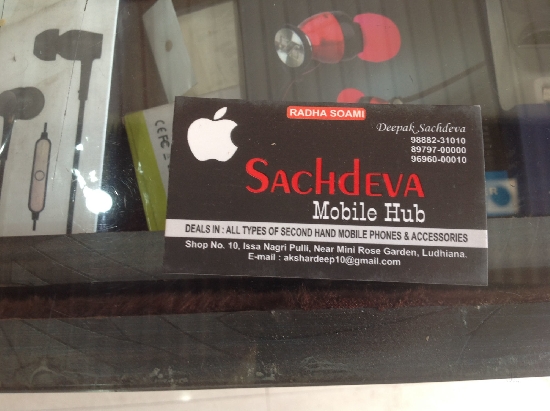 RADHA SOAMI
Deepak Sachdeva
98882-31010
89797-00000
96960-00010
SACHDEVA
Mobile Hub
DEALS IN : ALL TYPES OF SECOND HAND MOBILE PHONES & ACCESSORIES
Shop No. 10, Issa Nagri Pulli, Near Mini Rose Garden, Ludhiana.
E-mail : akshardeep10@gmail.com